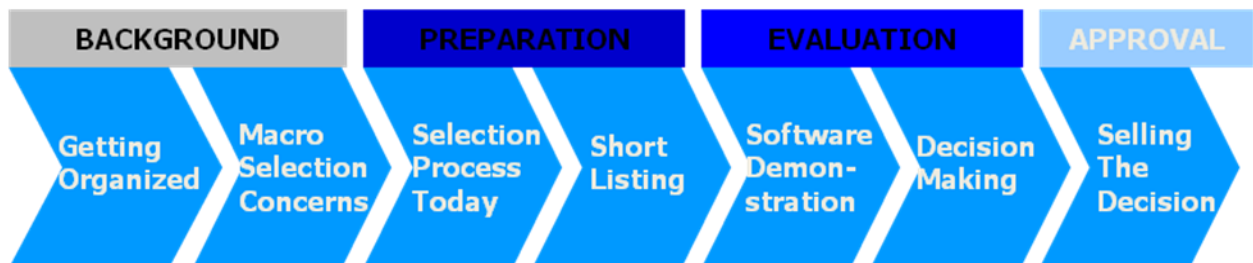 BACKGROUND
PREPARATION
EVALUATION
APPROVAL
Getting
Organized
Macro
Selection
Concerns
Selection
Process
Today
Short
Listing
Software
Demon-
stration
Decision
Making
Selling
The
Decision